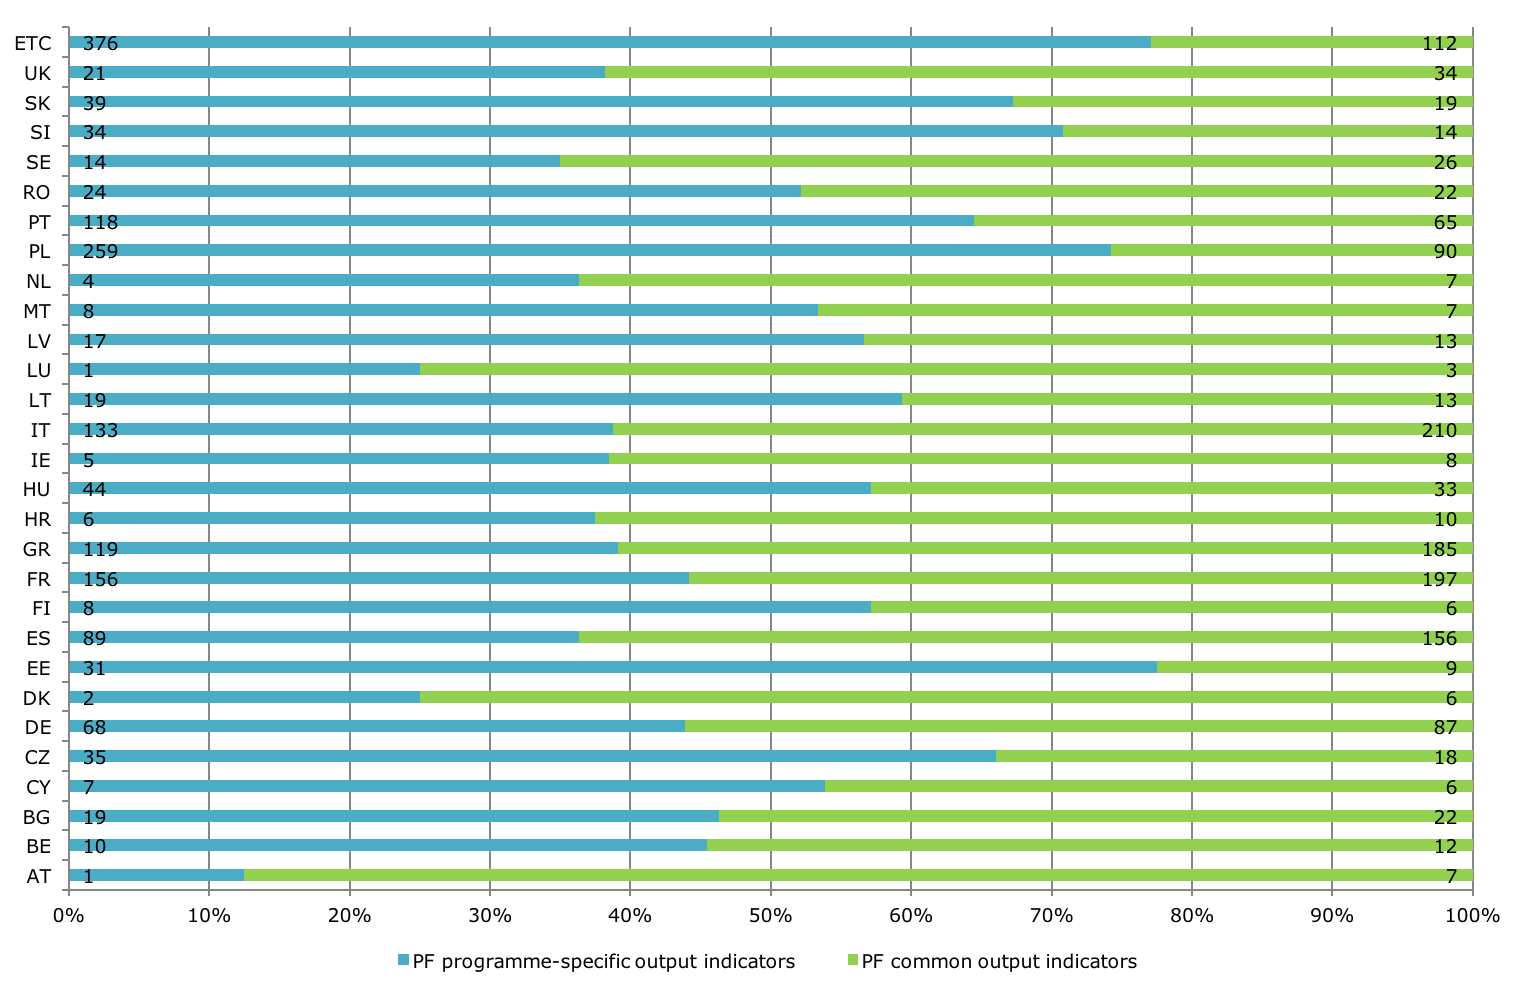 ETC 376 112
UK 21 34
SK 39 19
SI 34 14
SE 14 26
RO 24 22
PT 118 65
PL 259 90
NL 4 7
MT 8 7
LV 17 13
LU 1 3
LT 19 13
IT 133 210
IE 5 8
HU 44 33
HR 6 10
GR 119 185
FR 156 197
FI 8 6
ES 89 156
EE 31 9
DK 2 6
DE 68 87
CZ 35 18
CY 7 6
BG 19 22
BE 10 12
AT 1 7
0% 10% 20% 30% 40% 50% 60% 70% 80% 90% 100%
PF programme-specific output indicators PF common output indicators